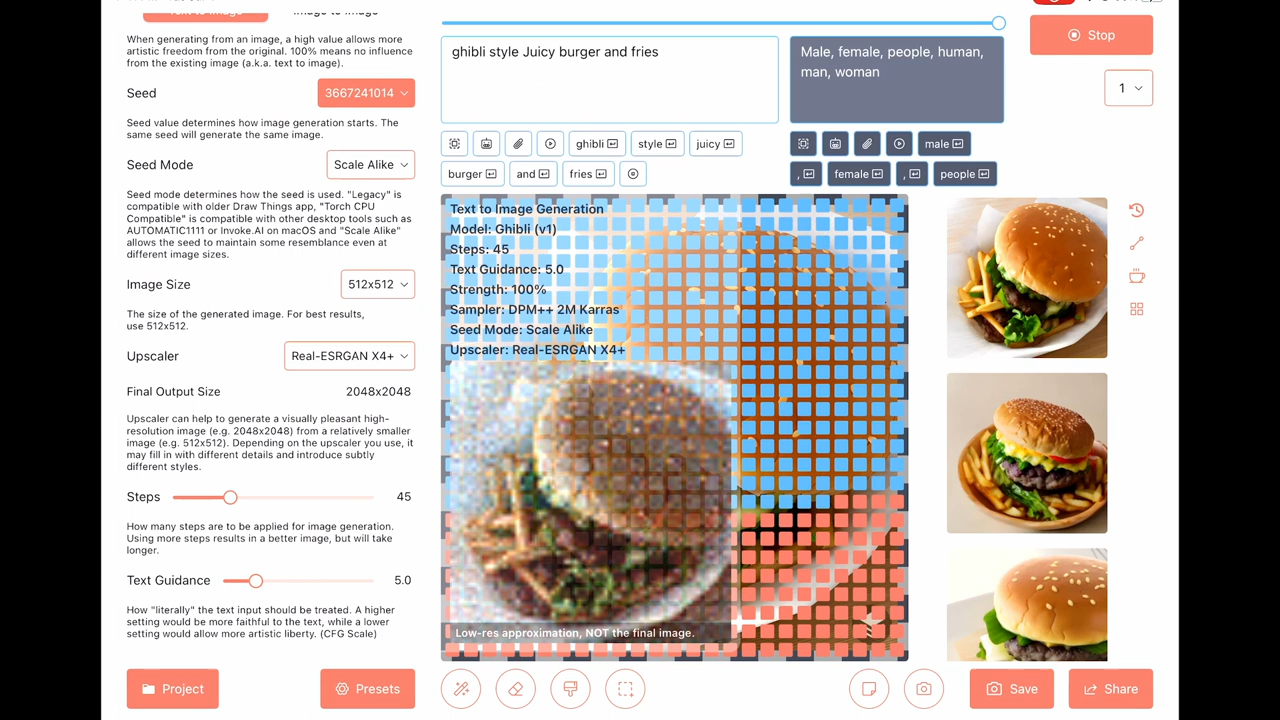 When generating from an image, a high value allows more
artistic freedom from the original. 100% means no influence
from the existing image (a.k.a. text to image).
Seed
3667241014
Seed value determines how image generation starts. The
same seed will generate the same image.
Seed Mode
Scale Alike
Seed mode determines how the seed is used. "Legacy" is
compatible with older Draw Things app, "Torch CPU
Compatible" is compatible with other desktop tools such as
AUTOMATIC1111 or Invoke.AI on macOS and "Scale Alike"
allows the seed to maintain some resemblance even at
different image sizes.
Image Size
512x512
The size of the generated image. For best results,
use 512x512.
Upscaler
Real-ESRGAN X4+
Final Output Size
2048x2048
Upscaler can help to generate a visually pleasant high-
resolution image (e.g. 2048x2048) from a relatively smaller
image (e.g. 512x512). Depending on the upscaler you use, it
may fill in with different details and introduce subtly
different styles.
Steps
45
How many steps are to be applied for image generation.
Using more steps results in a better image, but will take
longer.
Text Guidance
5.0
How "literally" the text input should be treated. A higher
setting would be more faithful to the text, while a lower
setting would allow more artistic liberty. (CFG Scale)
Project
Presets
ghibli style Juicy burger and fries
ghibli
style
juicy
burger
and
fries
Male, female, people, human,
man, woman
male
,
female
,
people
Stop
1
Text to Image Generation
Model: Ghibli (v1)
Steps: 45
Text Guidance: 5.0
Strength: 100%
Sampler: DPM++ 2M Karras
Seed Mode: Scale Alike
Upscaler: Real-ESRGAN X4+
Low-res approximation, NOT the final image.
Save
Share